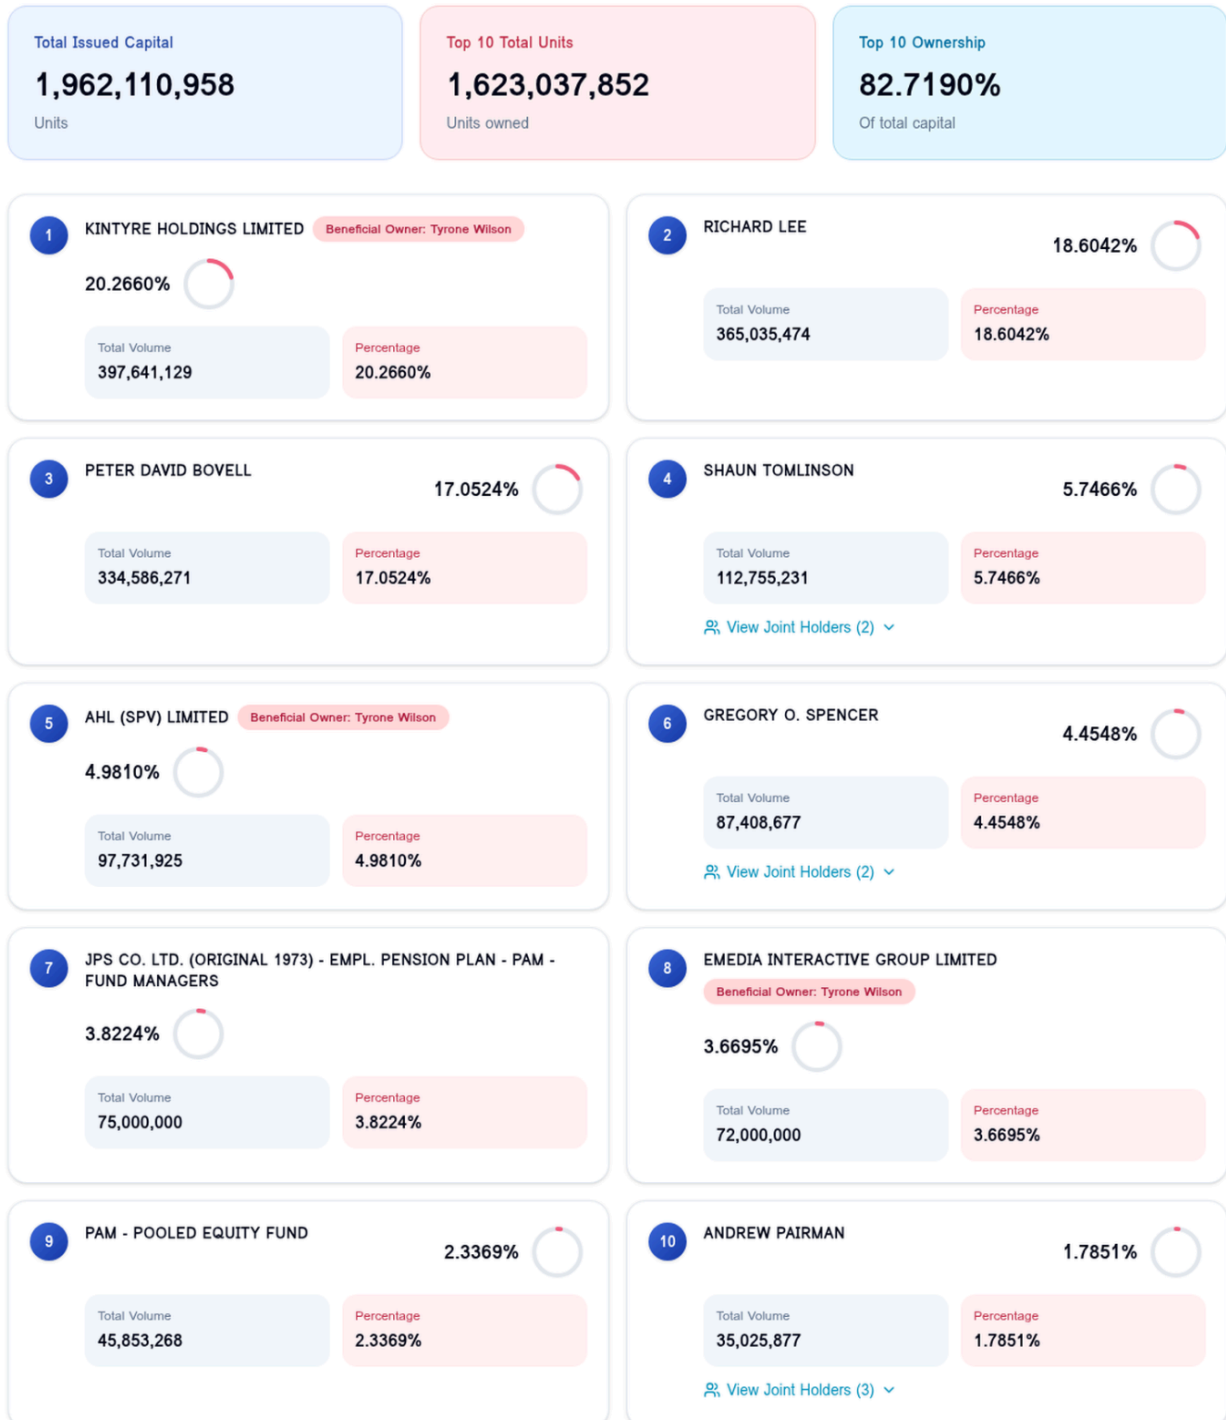 Total Issued Capital
1,962,110,958
Units
Top 10 Total Units
1,623,037,852
Units owned
Top 10 Ownership
82.7190%
Of total capital
1
KINTYRE HOLDINGS LIMITED
Beneficial Owner: Tyrone Wilson
20.2660%
Total Volume
397,641,129
Percentage
20.2660%
2
RICHARD LEE
18.6042%
Total Volume
365,035,474
Percentage
18.6042%
3
PETER DAVID BOVELL
17.0524%
Total Volume
334,586,271
Percentage
17.0524%
4
SHAUN TOMLINSON
5.7466%
Total Volume
112,755,231
Percentage
5.7466%
View Joint Holders (2)
5
AHL (SPV) LIMITED
Beneficial Owner: Tyrone Wilson
4.9810%
Total Volume
97,731,925
Percentage
4.9810%
6
GREGORY O. SPENCER
4.4548%
Total Volume
87,408,677
Percentage
4.4548%
View Joint Holders (2)
7
JPS CO. LTD. (ORIGINAL 1973) - EMPL. PENSION PLAN - PAM -
FUND MANAGERS
3.8224%
Total Volume
75,000,000
Percentage
3.8224%
8
EMEDIA INTERACTIVE GROUP LIMITED
Beneficial Owner: Tyrone Wilson
3.6695%
Total Volume
72,000,000
Percentage
3.6695%
9
PAM - POOLED EQUITY FUND
2.3369%
Total Volume
45,853,268
Percentage
2.3369%
10
ANDREW PAIRMAN
1.7851%
Total Volume
35,025,877
Percentage
1.7851%
View Joint Holders (3)